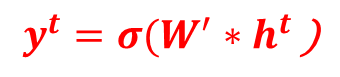 yᵗ = σ(W′ * hᵗ )